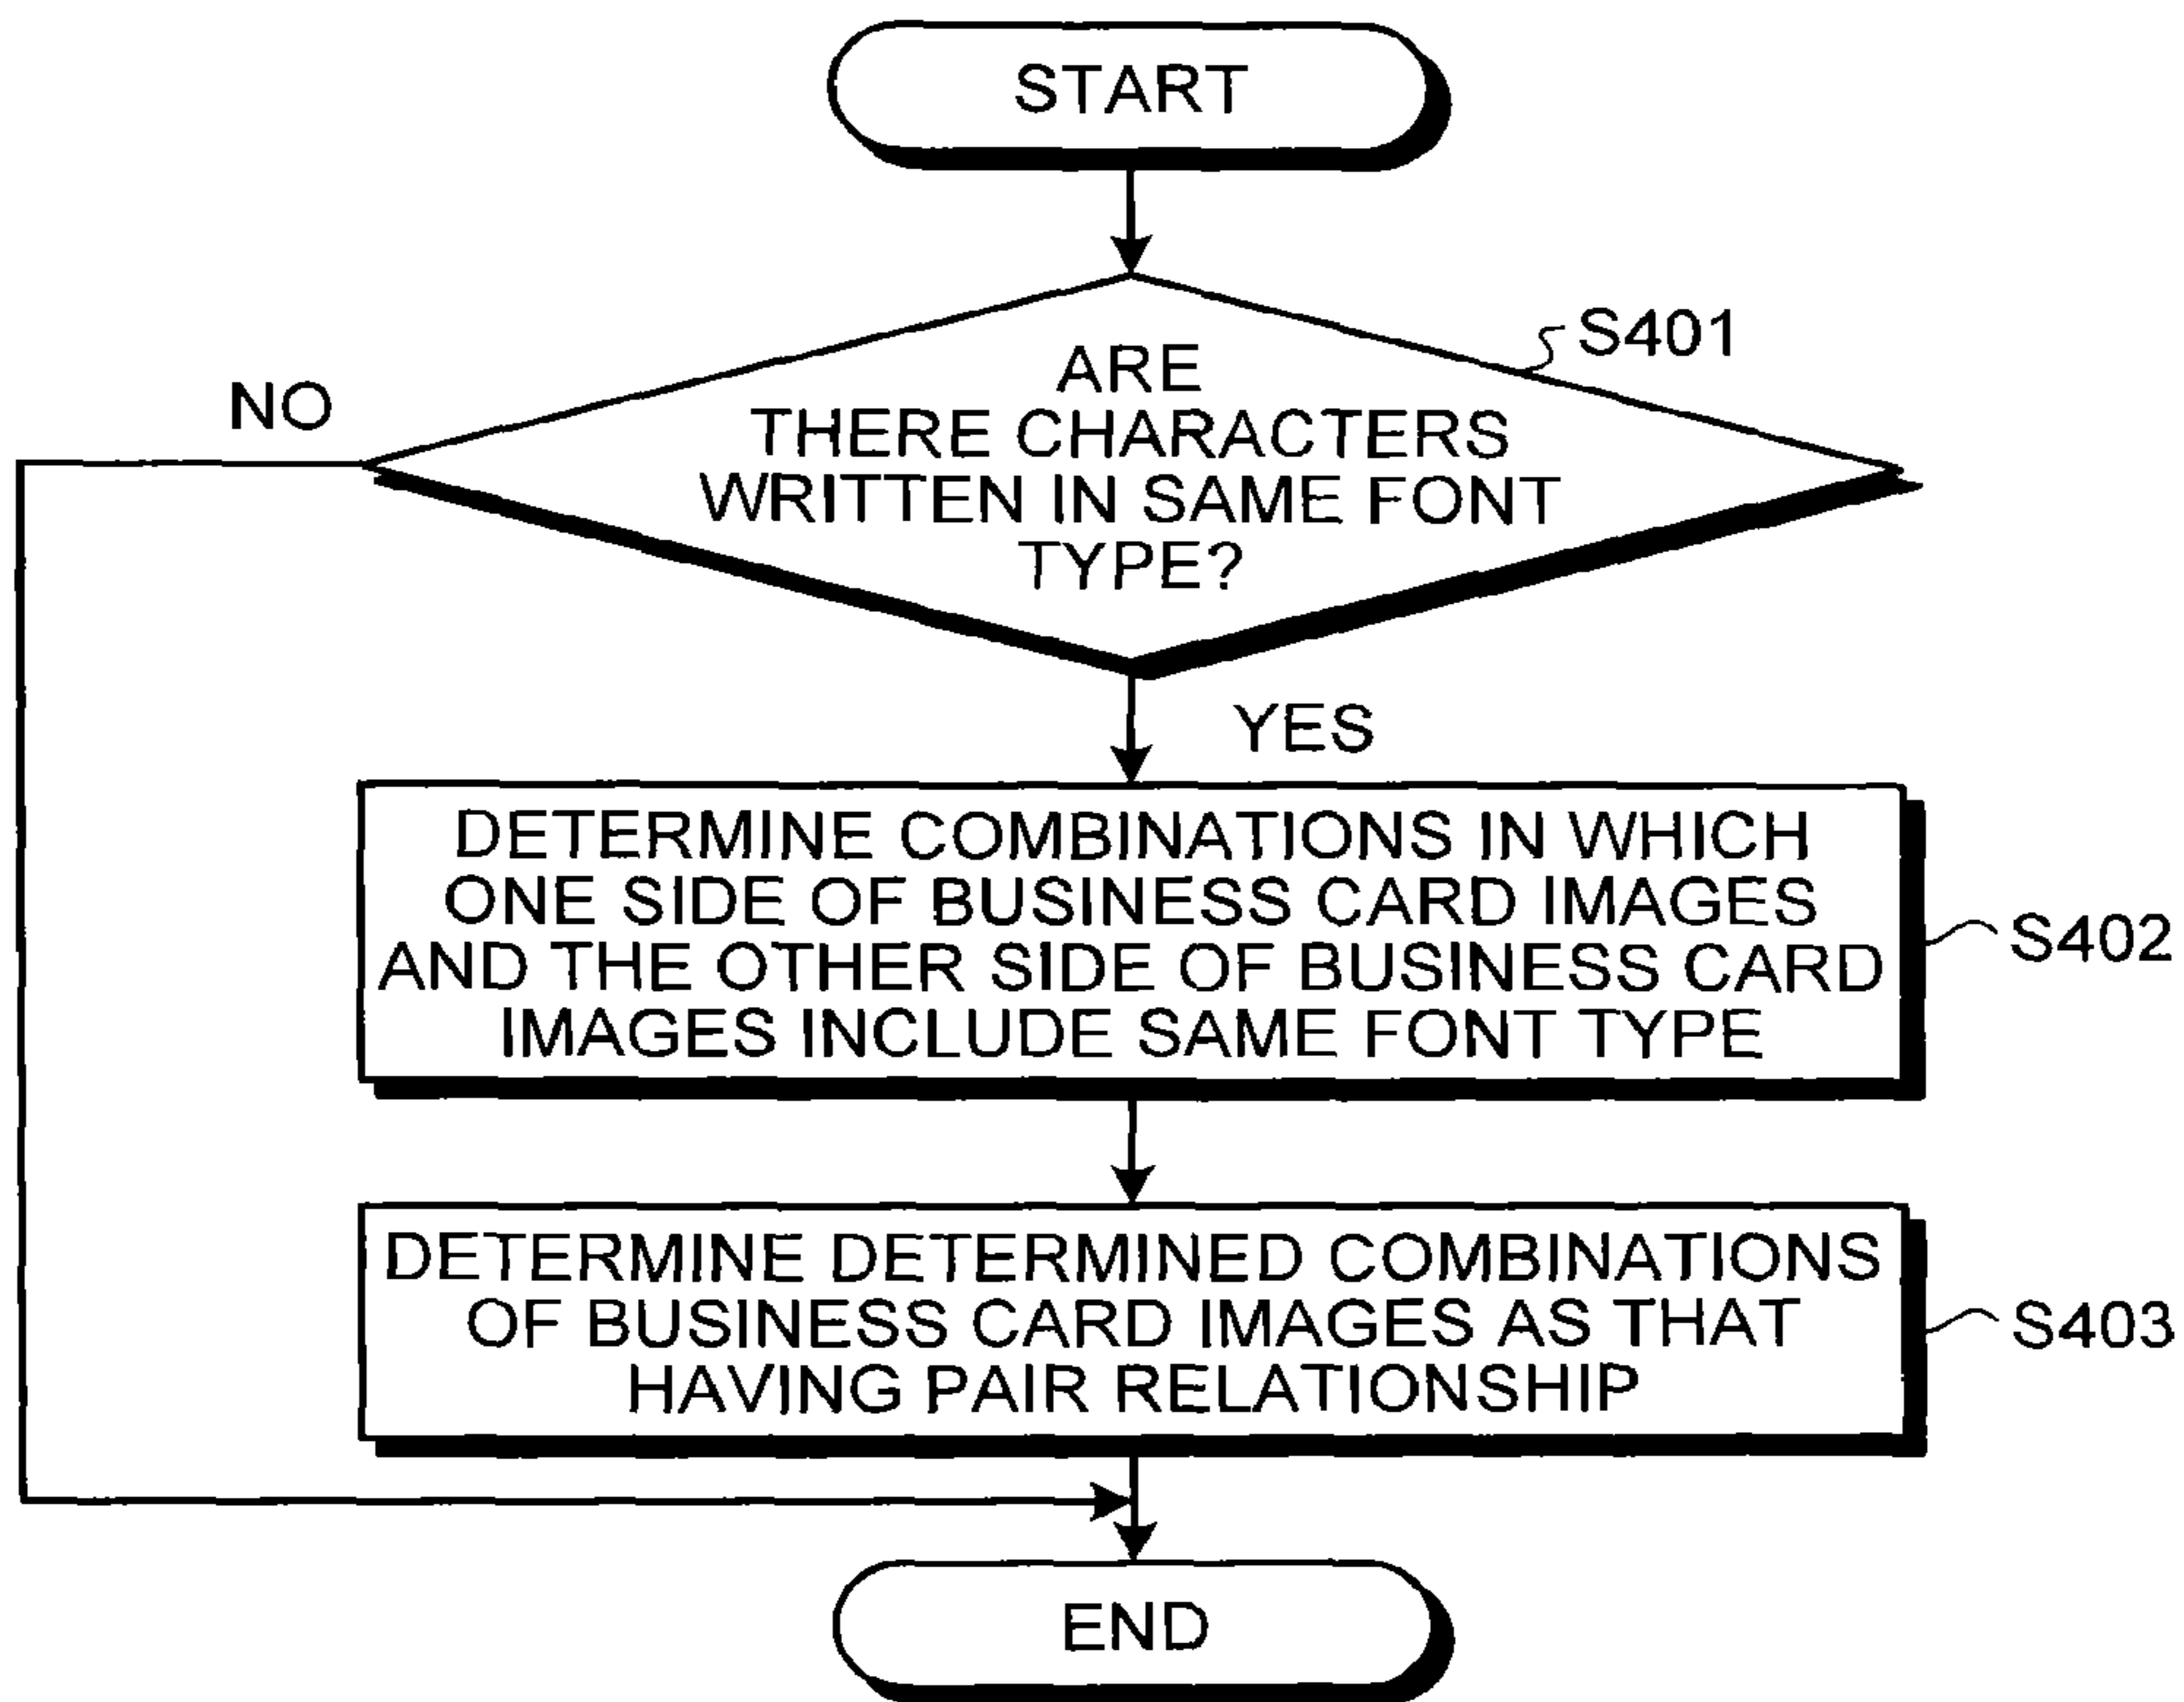 START
S401
NO
ARE
THERE CHARACTERS
WRITTEN IN SAME FONT
TYPE?
YES
DETERMINE COMBINATIONS IN WHICH
ONE SIDE OF BUSINESS CARD IMAGES
AND THE OTHER SIDE OF BUSINESS CARD
IMAGES INCLUDE SAME FONT TYPE
S402
DETERMINE DETERMINED COMBINATIONS
OF BUSINESS CARD IMAGES AS THAT
HAVING PAIR RELATIONSHIP
S403
END